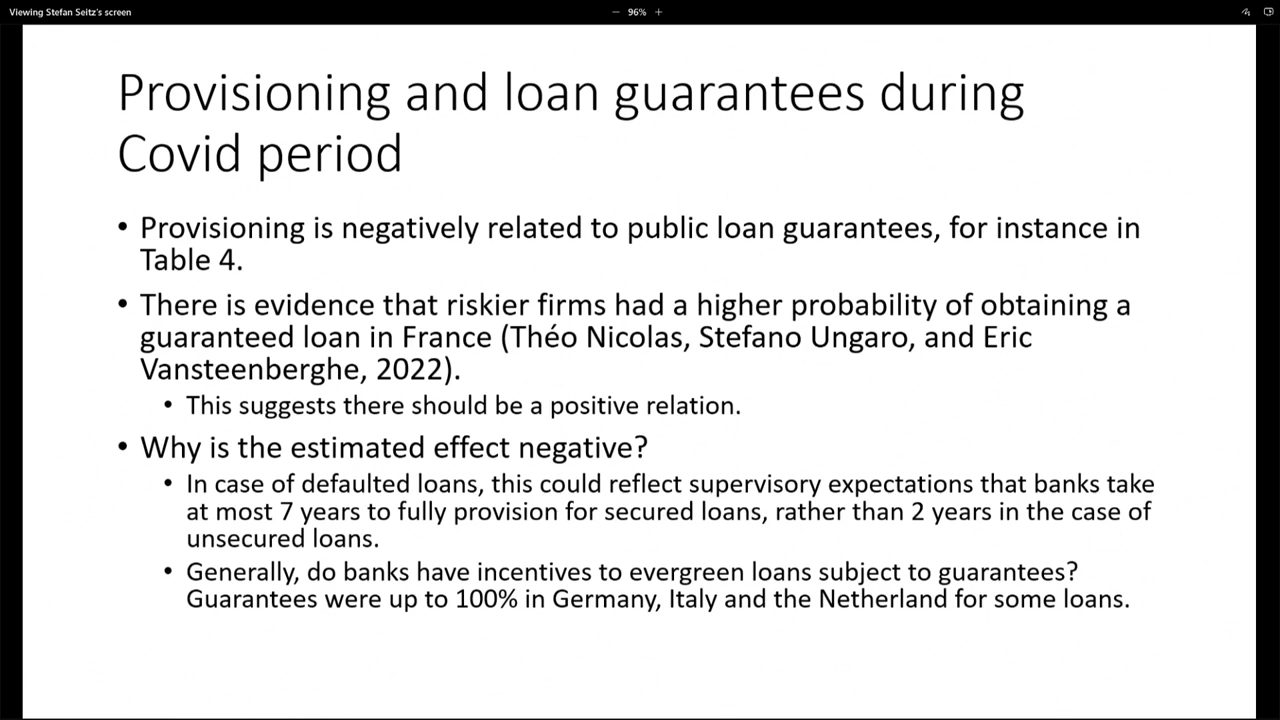 Viewing Stefan Seitz's screen
− 96% +
Provisioning and loan guarantees during
Covid period
• Provisioning is negatively related to public loan guarantees, for instance in
Table 4.
• There is evidence that riskier firms had a higher probability of obtaining a
guaranteed loan in France (Théo Nicolas, Stefano Ungaro, and Eric
Vansteenberghe, 2022).
• This suggests there should be a positive relation.
• Why is the estimated effect negative?
• In case of defaulted loans, this could reflect supervisory expectations that banks take
at most 7 years to fully provision for secured loans, rather than 2 years in the case of
unsecured loans.
• Generally, do banks have incentives to evergreen loans subject to guarantees?
Guarantees were up to 100% in Germany, Italy and the Netherland for some loans.